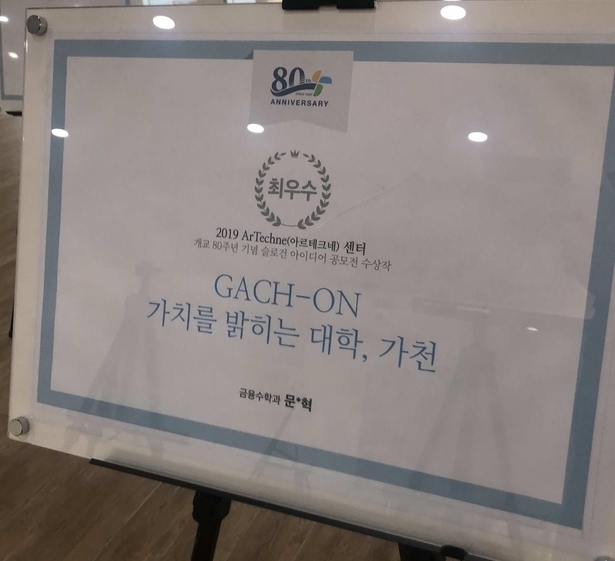 80th
ANNIVERSARY
최우수
2019 ArTechne(아르테크네) 센터
개교 80주년 기념 슬로건 아이디어 공모전 수상작
GACH-ON
가치를 밝히는 대학, 가천
금융수학과 문*혁